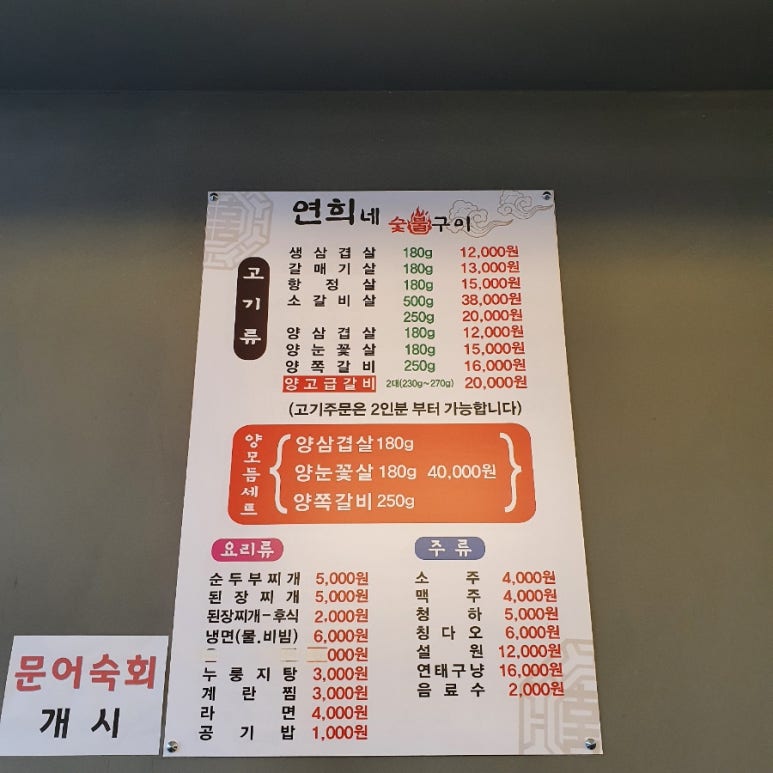 연희네 숯불구이
고기류
생삼겹살 180g 12,000원
갈매기살 180g 13,000원
항정살 180g 15,000원
소갈비살 500g 38,000원
250g 20,000원
양삼겹살 180g 12,000원
양눈꽃살 180g 15,000원
양쪽갈비 250g 16,000원
양고급갈비 2대(230g~270g) 20,000원
(고기주문은 2인분 부터 가능합니다)
양모듬세트
양삼겹살 180g
양눈꽃살 180g 40,000원
양쪽갈비 250g
요리류
순두부찌개 5,000원
된장찌개 5,000원
된장찌개-후식 2,000원
냉면(물.비빔) 6,000원
000원
누룽지탕 3,000원
계란찜 3,000원
라면 4,000원
공기밥 1,000원
주류
소주 4,000원
맥주 4,000원
청하 5,000원
칭다오 6,000원
설원 12,000원
연태구냥 16,000원
음료수 2,000원
문어숙회
개시